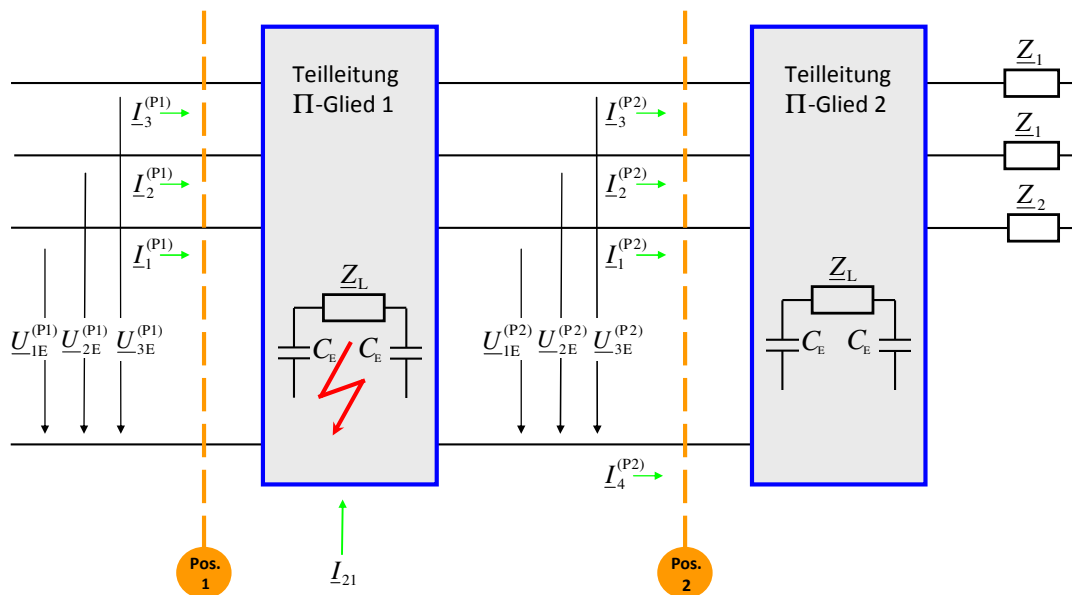 Teilleitung
Π-Glied 1
Teilleitung
Π-Glied 2
Z1
Z1
Z2
I3(P1)
I2(P1)
I1(P1)
I3(P2)
I2(P2)
I1(P2)
ZL
CE CE
ZL
CE CE
U1E(P1) U2E(P1) U3E(P1)
U1E(P2) U2E(P2) U3E(P2)
I4(P2)
I21
Pos.
1
Pos.
2